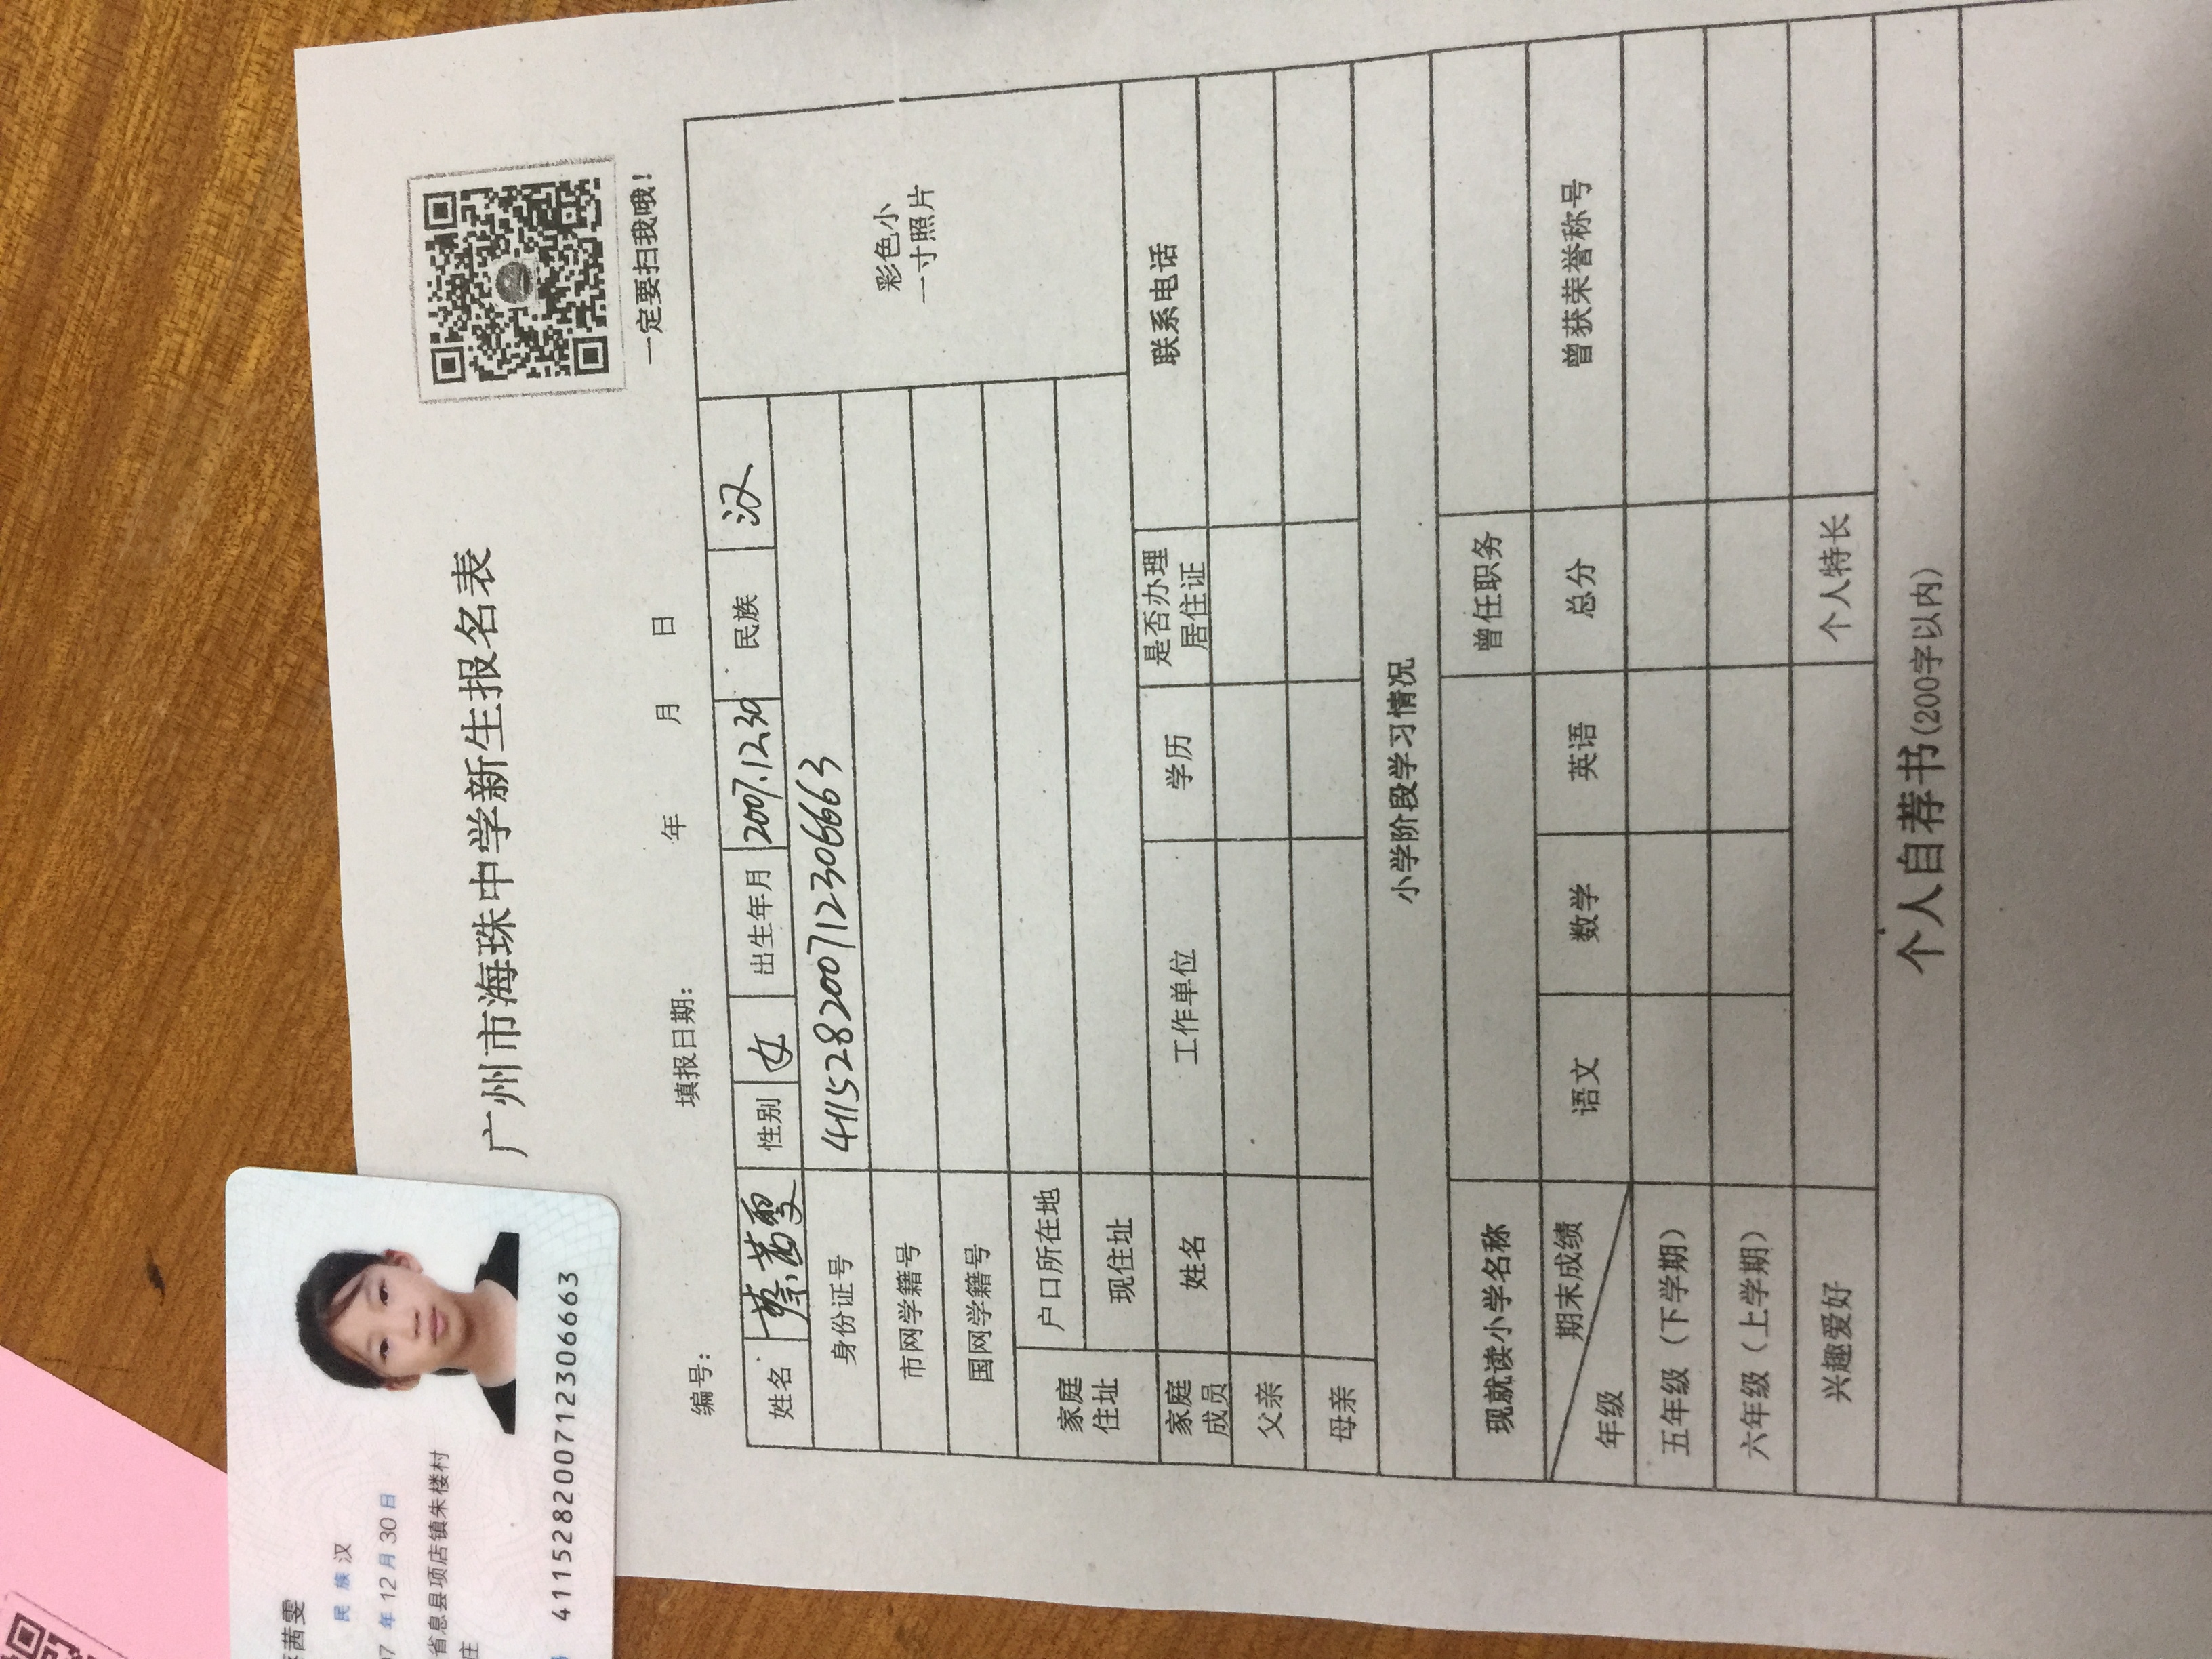 茜雯
民族 汉
7 年 12 月 30 日
省息县项店镇朱楼村
庄
411528200712306663
广州市海珠中学新生报名表
一定要扫我哦！
编号： 填报日期： 年 月 日
姓名 蔡茜雯 性别 女 出生年月 2007.12.30 民族 汉
身份证号 411528200712306663
彩色小
一寸照片
市网学籍号
国网学籍号
家庭
住址
户口所在地
现住址
家庭
成员
姓名 工作单位 学历
是否办理
居住证
联系电话
父亲
母亲
小学阶段学习情况
现就读小学名称 曾任职务
期末成绩
年级
语文 数学 英语 总分 曾获荣誉称号
五年级（下学期）
六年级（上学期）
兴趣爱好 个人特长
个人自荐书(200字以内)